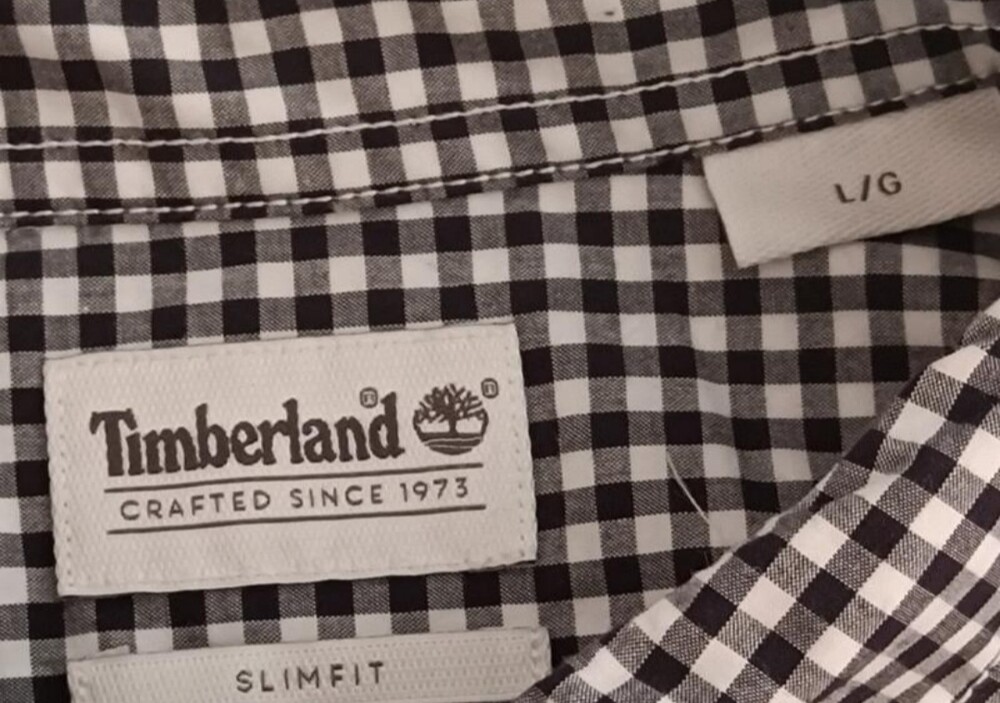 L/G
Timberland®
®
CRAFTED SINCE 1973
SLIMFIT